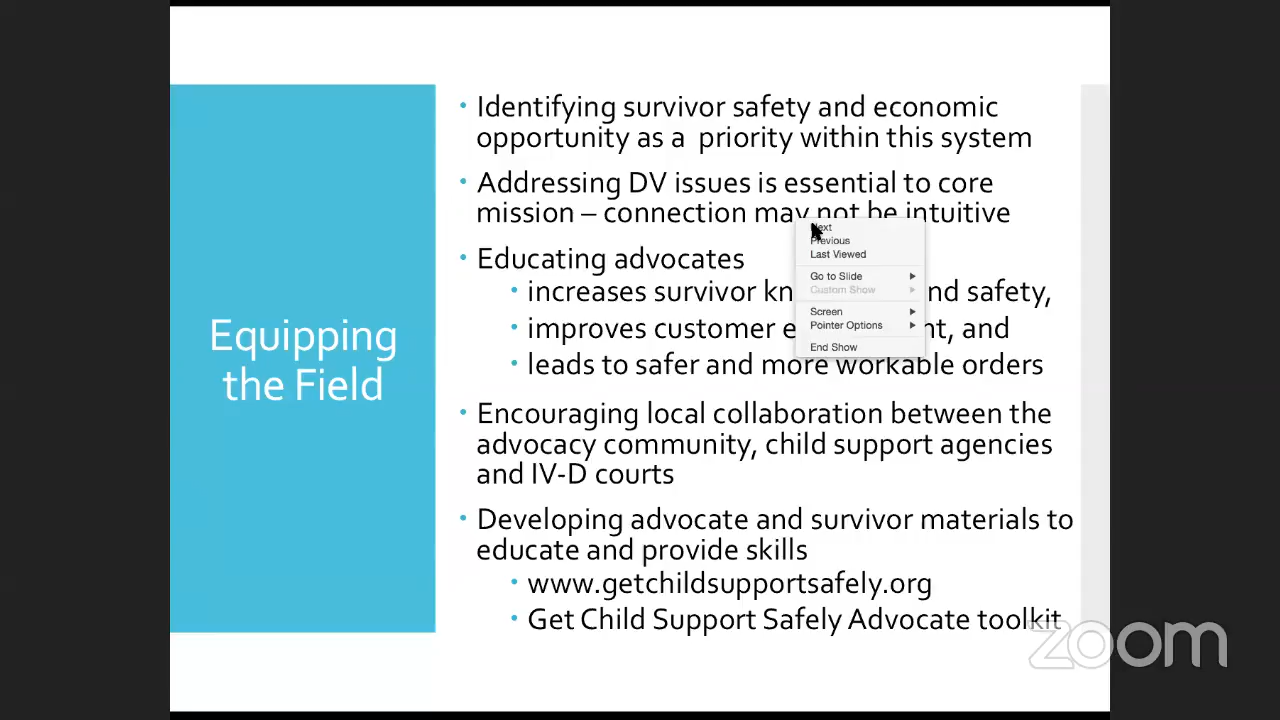 Equipping
the Field
• Identifying survivor safety and economic
opportunity as a priority within this system
• Addressing DV issues is essential to core
mission – connection may not be intuitive
• Educating advocates
• increases survivor and safety,
• improves customer and
• leads to safer and more workable orders
• Encouraging local collaboration between the
advocacy community, child support agencies
and IV-D courts
• Developing advocate and survivor materials to
educate and provide skills
• www.getchildsupportsafely.org
• Get Child Support Safely Advocate toolkit
Next
Previous
Last Viewed
Go to Slide
Custom Show
Screen
Pointer Options
End Show
zoom